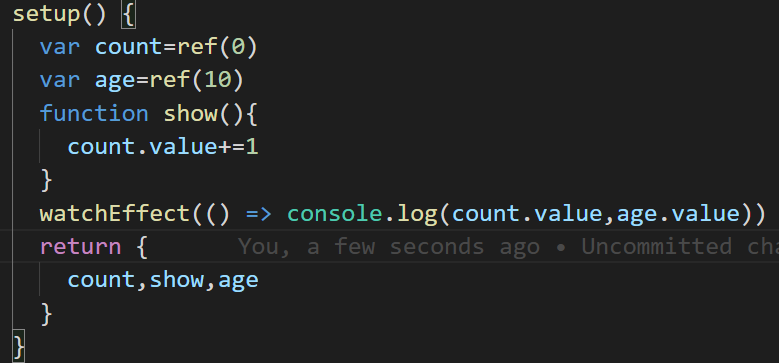 setup() {
var count=ref(0)
var age=ref(10)
function show(){
count.value+=1
}
watchEffect(() => console.log(count.value,age.value))
return { You, a few seconds ago • Uncommitted
count,show,age
}
}